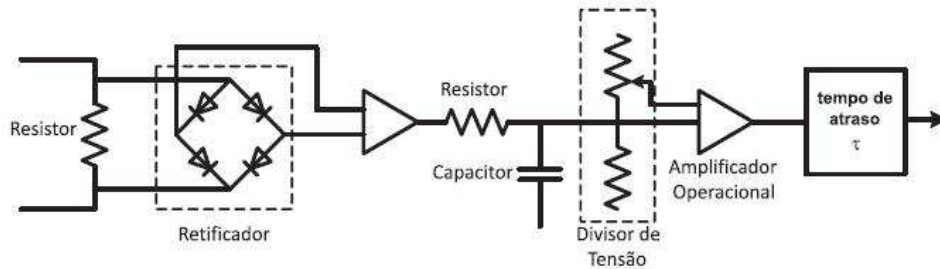 Resistor
Retificador
Resistor
Capacitor
Divisor de
Tensão
Amplificador
Operacional
tempo de
atraso
τ